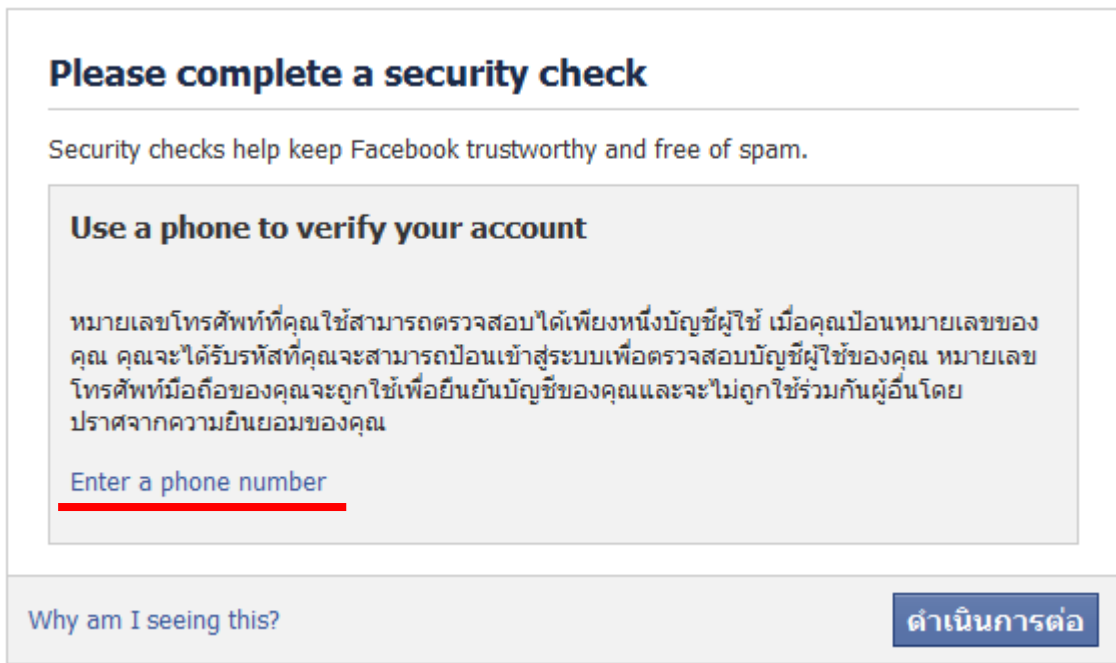 Please complete a security check
Security checks help keep Facebook trustworthy and free of spam.
Use a phone to verify your account
หมายเลขโทรศัพท์ที่คุณใช้สามารถตรวจสอบได้เพียงหนึ่งบัญชีผู้ใช้ เมื่อคุณป้อนหมายเลขของ
คุณ คุณจะได้รับรหัสที่คุณจะสามารถป้อนเข้าสู่ระบบเพื่อตรวจสอบบัญชีผู้ใช้ของคุณ หมายเลข
โทรศัพท์มือถือของคุณจะถูกใช้เพื่อยืนยันบัญชีของคุณและจะไม่ถูกใช้ร่วมกันผู้อื่นโดย
ปราศจากความยินยอมของคุณ
Enter a phone number
Why am I seeing this?
ดำเนินการต่อ